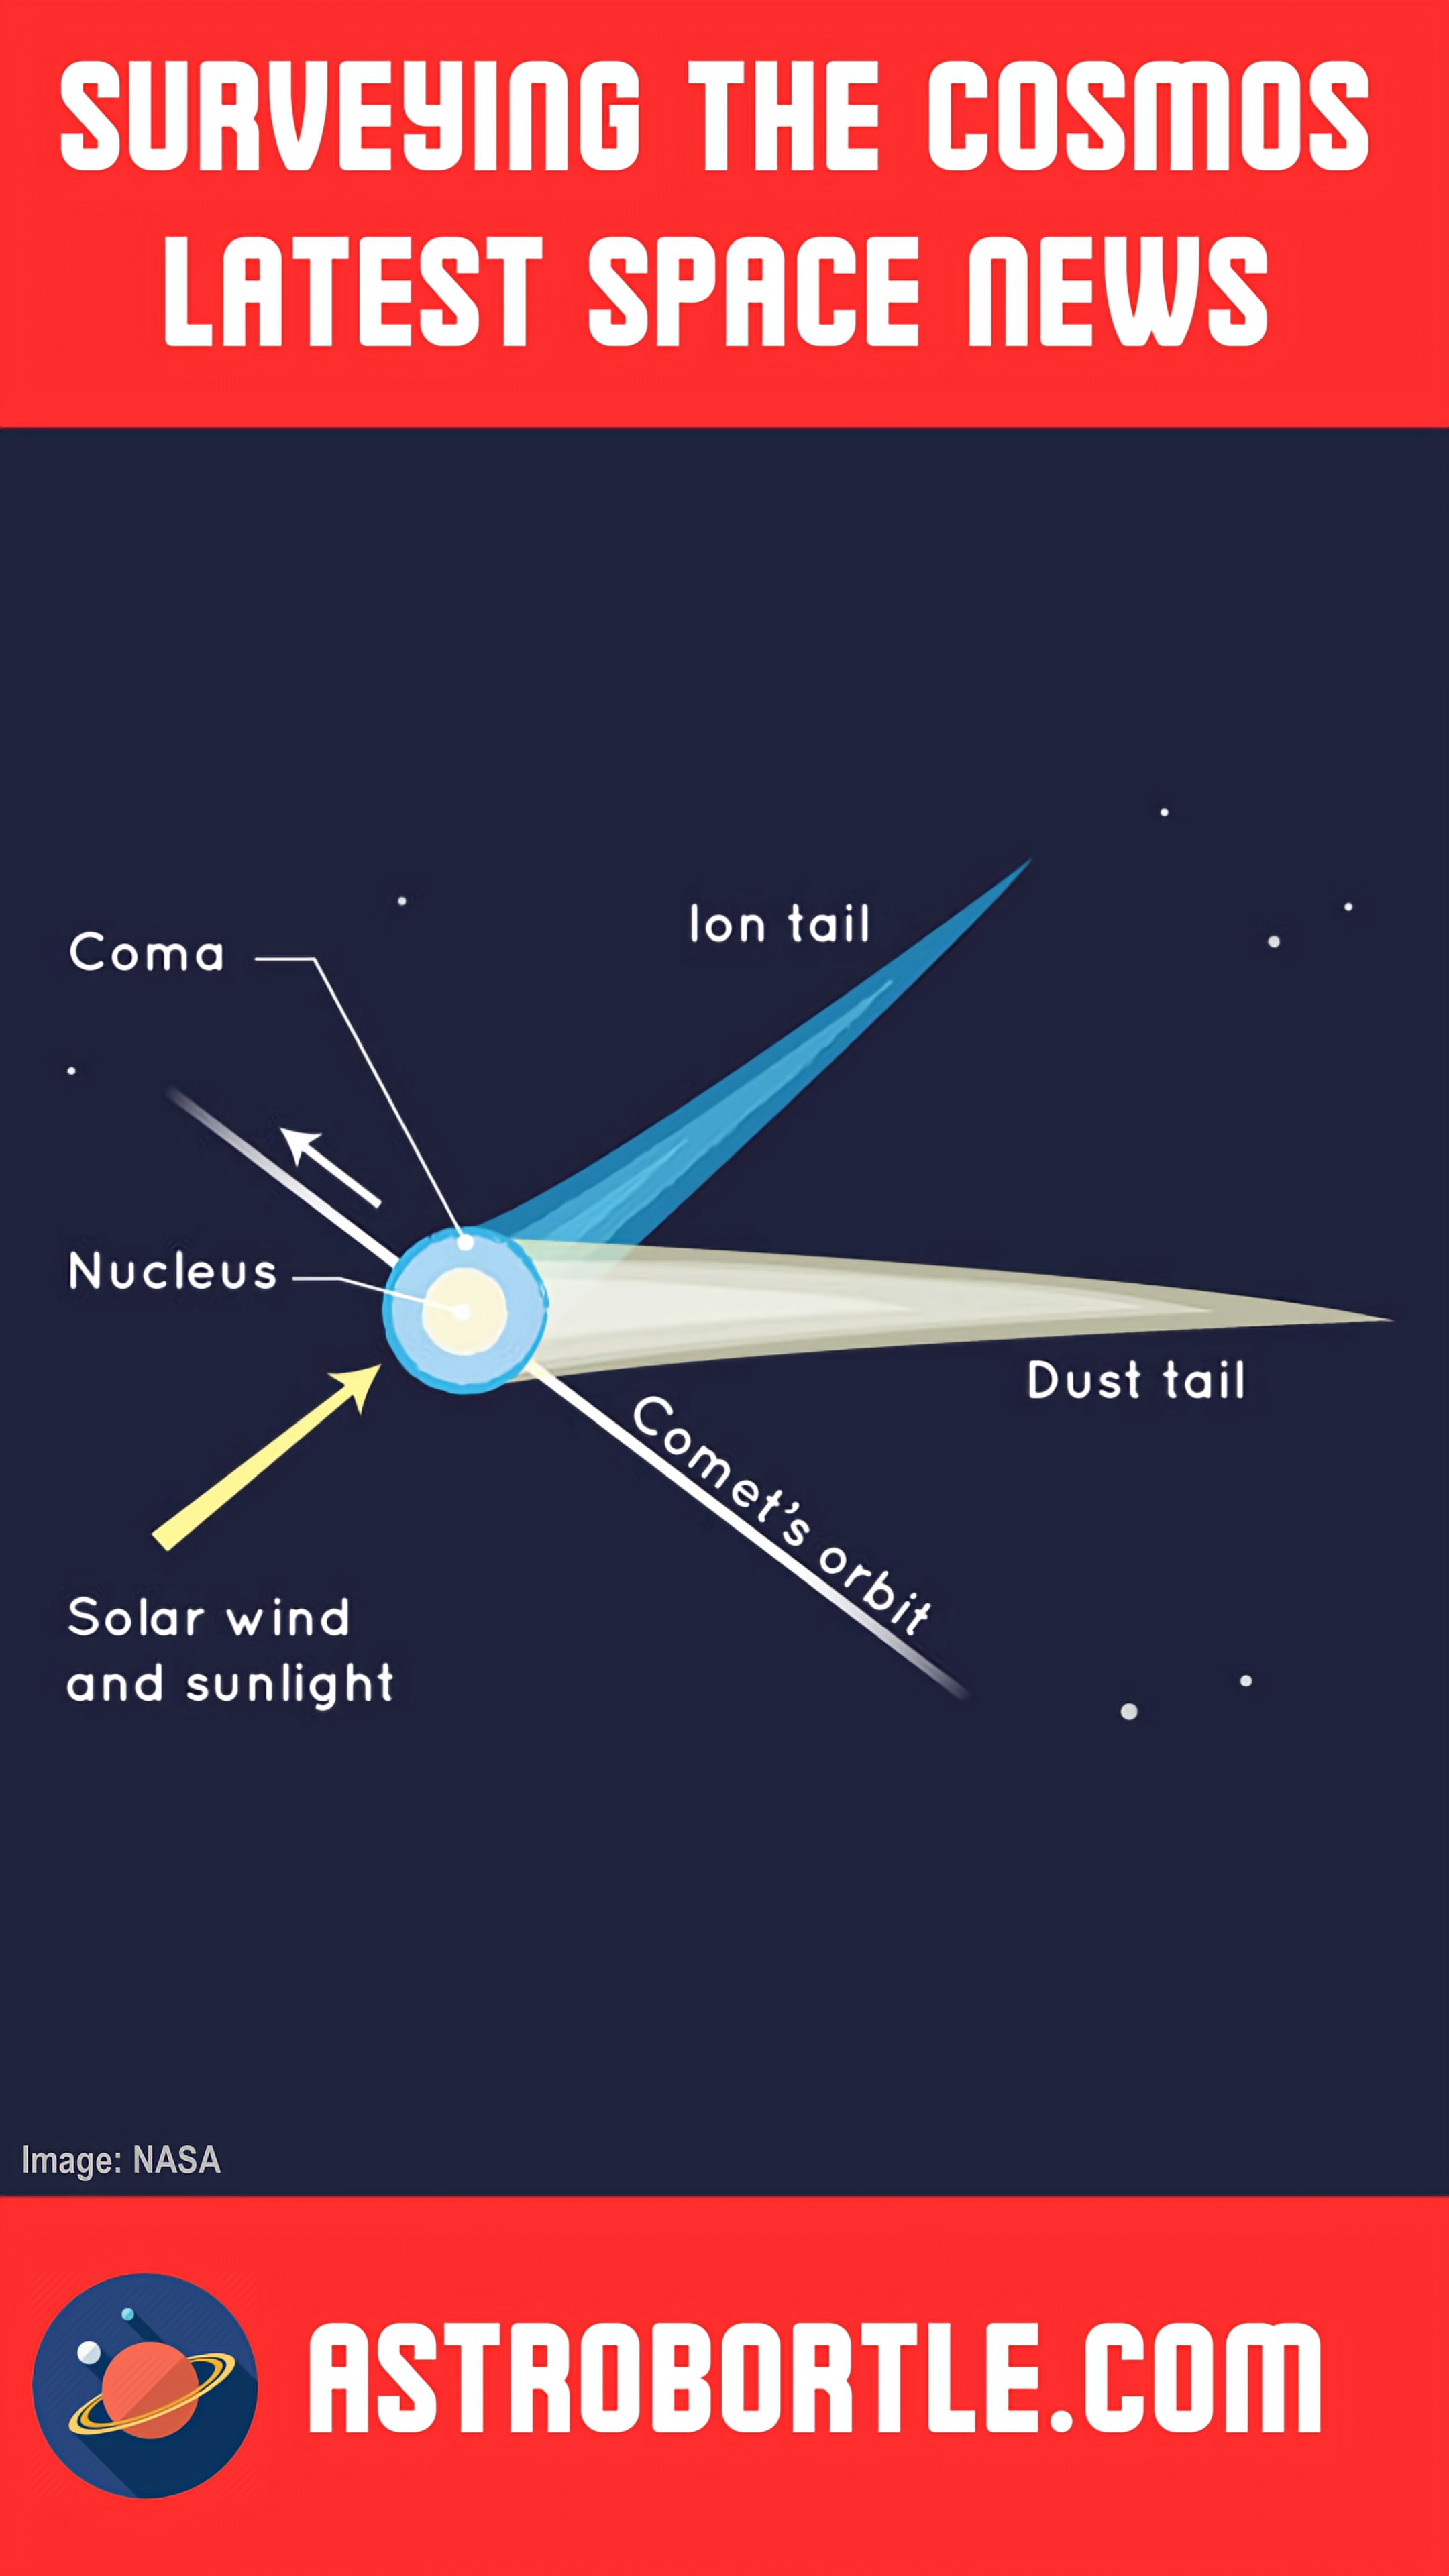 SURVEYING THE COSMOS
LATEST SPACE NEWS
Ion tail
Coma
Nucleus
Dust tail
Comet's orbit
Solar wind
and sunlight
Image: NASA
ASTROBORTLE.COM